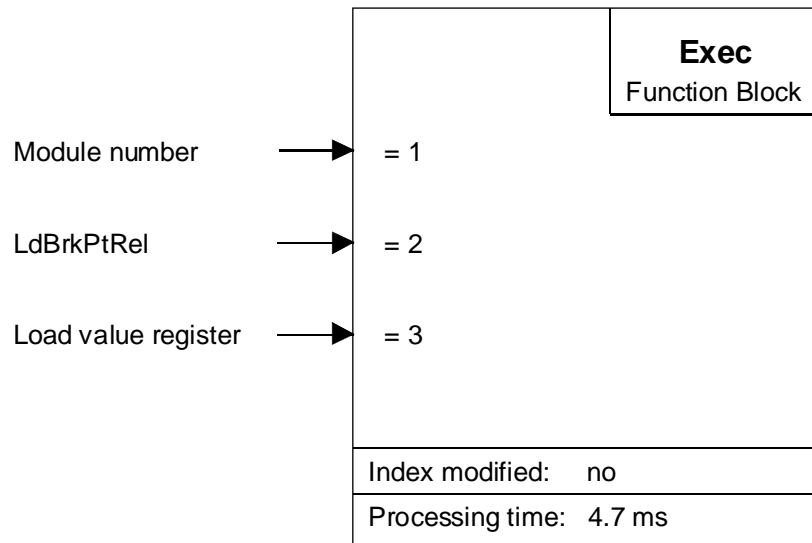 Exec
Function Block
Module number = 1
LdBrkPtRel = 2
Load value register = 3
Index modified: no
Processing time: 4.7 ms